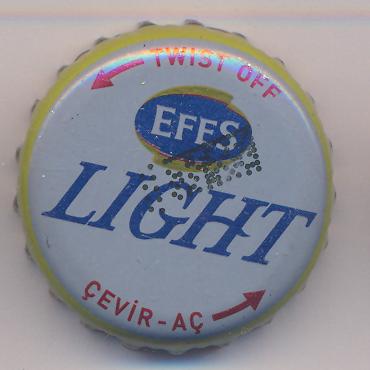 TWIST OFF
EFES
LIGHT
ÇEVİR-AÇ